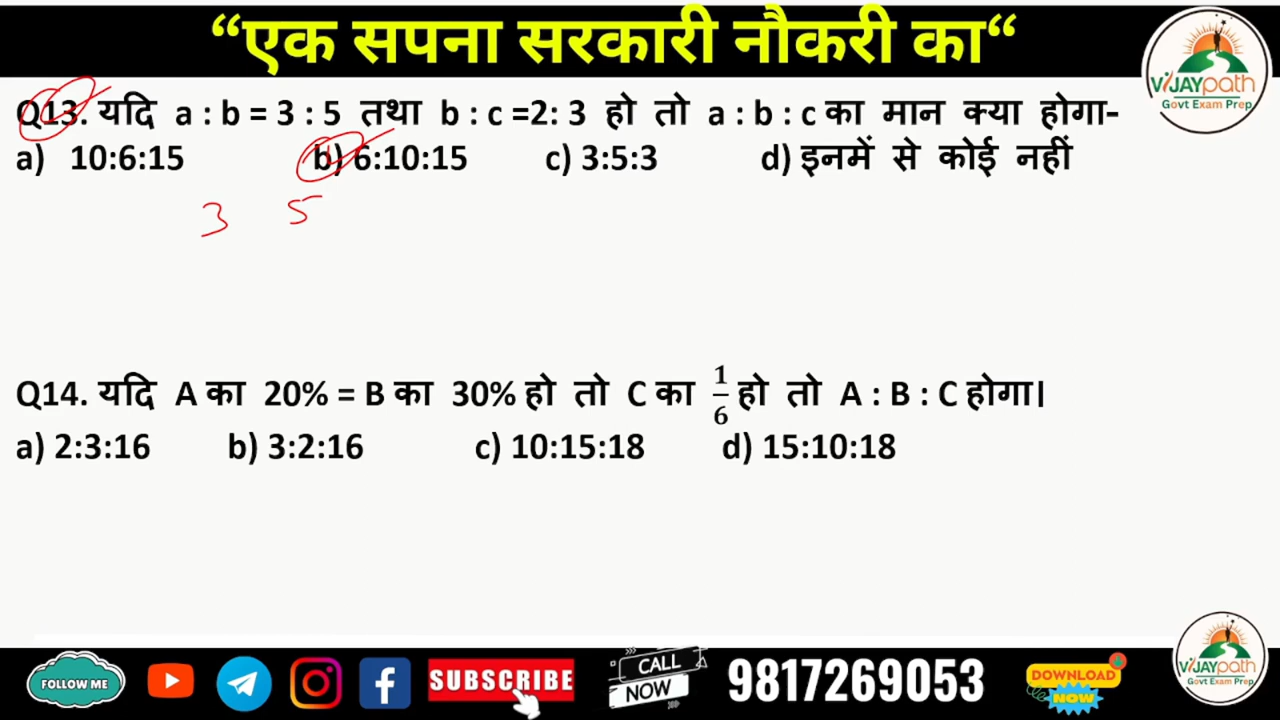 “एक सपना सरकारी नौकरी का“
VIJAYpath
Govt Exam Prep
Q13. यदि a : b = 3 : 5 तथा b : c =2: 3 हो तो a : b : c का मान क्या होगा-
a) 10:6:15 b) 6:10:15 c) 3:5:3 d) इनमें से कोई नहीं
3 5
Q14. यदि A का 20% = B का 30% हो तो C का 1/6 हो तो A : B : C होगा।
a) 2:3:16 b) 3:2:16 c) 10:15:18 d) 15:10:18
FOLLOW ME
SUBSCRIBE
CALL NOW
9817269053
DOWNLOAD NOW
VIJAYpath
Govt Exam Prep